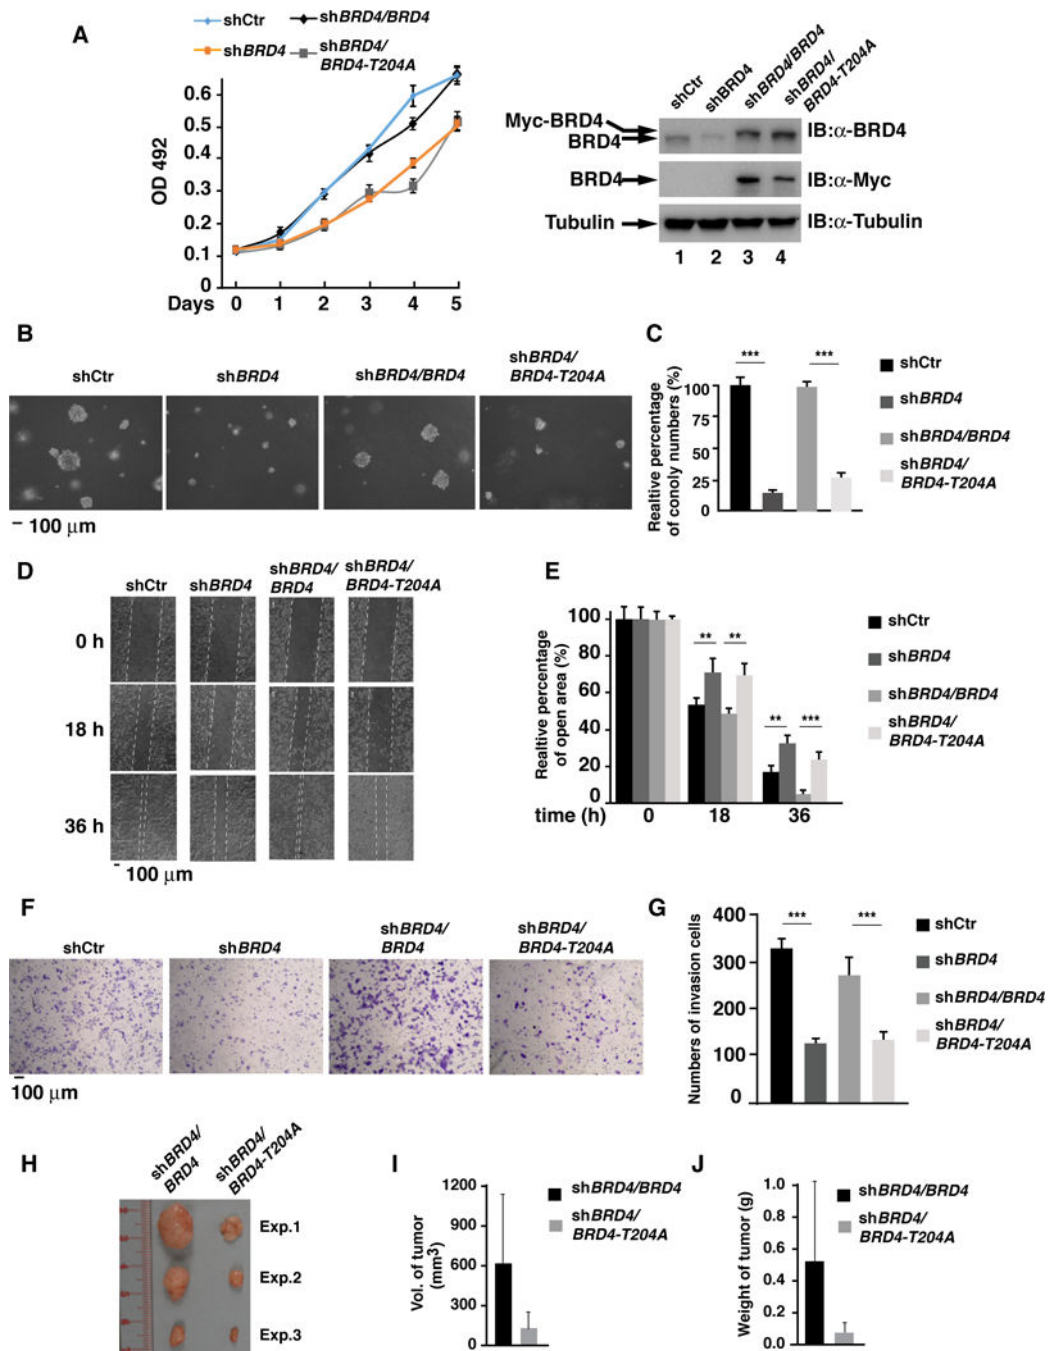 A
shCtr
shBRD4/BRD4
shBRD4
shBRD4/
BRD4-T204A
OD 492
0.6
0.5
0.4
0.3
0.2
0.1
0
Days 0 1 2 3 4 5
shCtr
shBRD4
shBRD4/BRD4
shBRD4/
BRD4-T204A
Myc-BRD4
BRD4
IB:α-BRD4
BRD4
IB:α-Myc
Tubulin
IB:α-Tubulin
1 2 3 4
B
shCtr
shBRD4
shBRD4/BRD4
shBRD4/
BRD4-T204A
100 μm
C
Realtive percentage
of conoly numbers (%)
100
75
50
25
0
***
***
shCtr
shBRD4
shBRD4/BRD4
shBRD4/
BRD4-T204A
D
shCtr
shBRD4
shBRD4/
BRD4
shBRD4/
BRD4-T204A
0 h
18 h
36 h
100 μm
E
Realtive percentage
of open area (%)
100
80
60
40
20
0
** **
** ***
time (h) 0 18 36
shCtr
shBRD4
shBRD4/BRD4
shBRD4/
BRD4-T204A
F
shCtr
shBRD4
shBRD4/
BRD4
shBRD4/
BRD4-T204A
100 μm
G
Numbers of invasion cells
400
300
200
100
0
***
***
shCtr
shBRD4
shBRD4/BRD4
shBRD4/
BRD4-T204A
H
shBRD4/
BRD4
shBRD4/
BRD4-T204A
Exp.1
Exp.2
Exp.3
I
Vol. of tumor
(mm³)
1200
900
600
300
0
shBRD4/BRD4
shBRD4/
BRD4-T204A
J
Weight of tumor (g)
1.0
0.8
0.6
0.4
0.2
0.0
shBRD4/BRD4
shBRD4/
BRD4-T204A